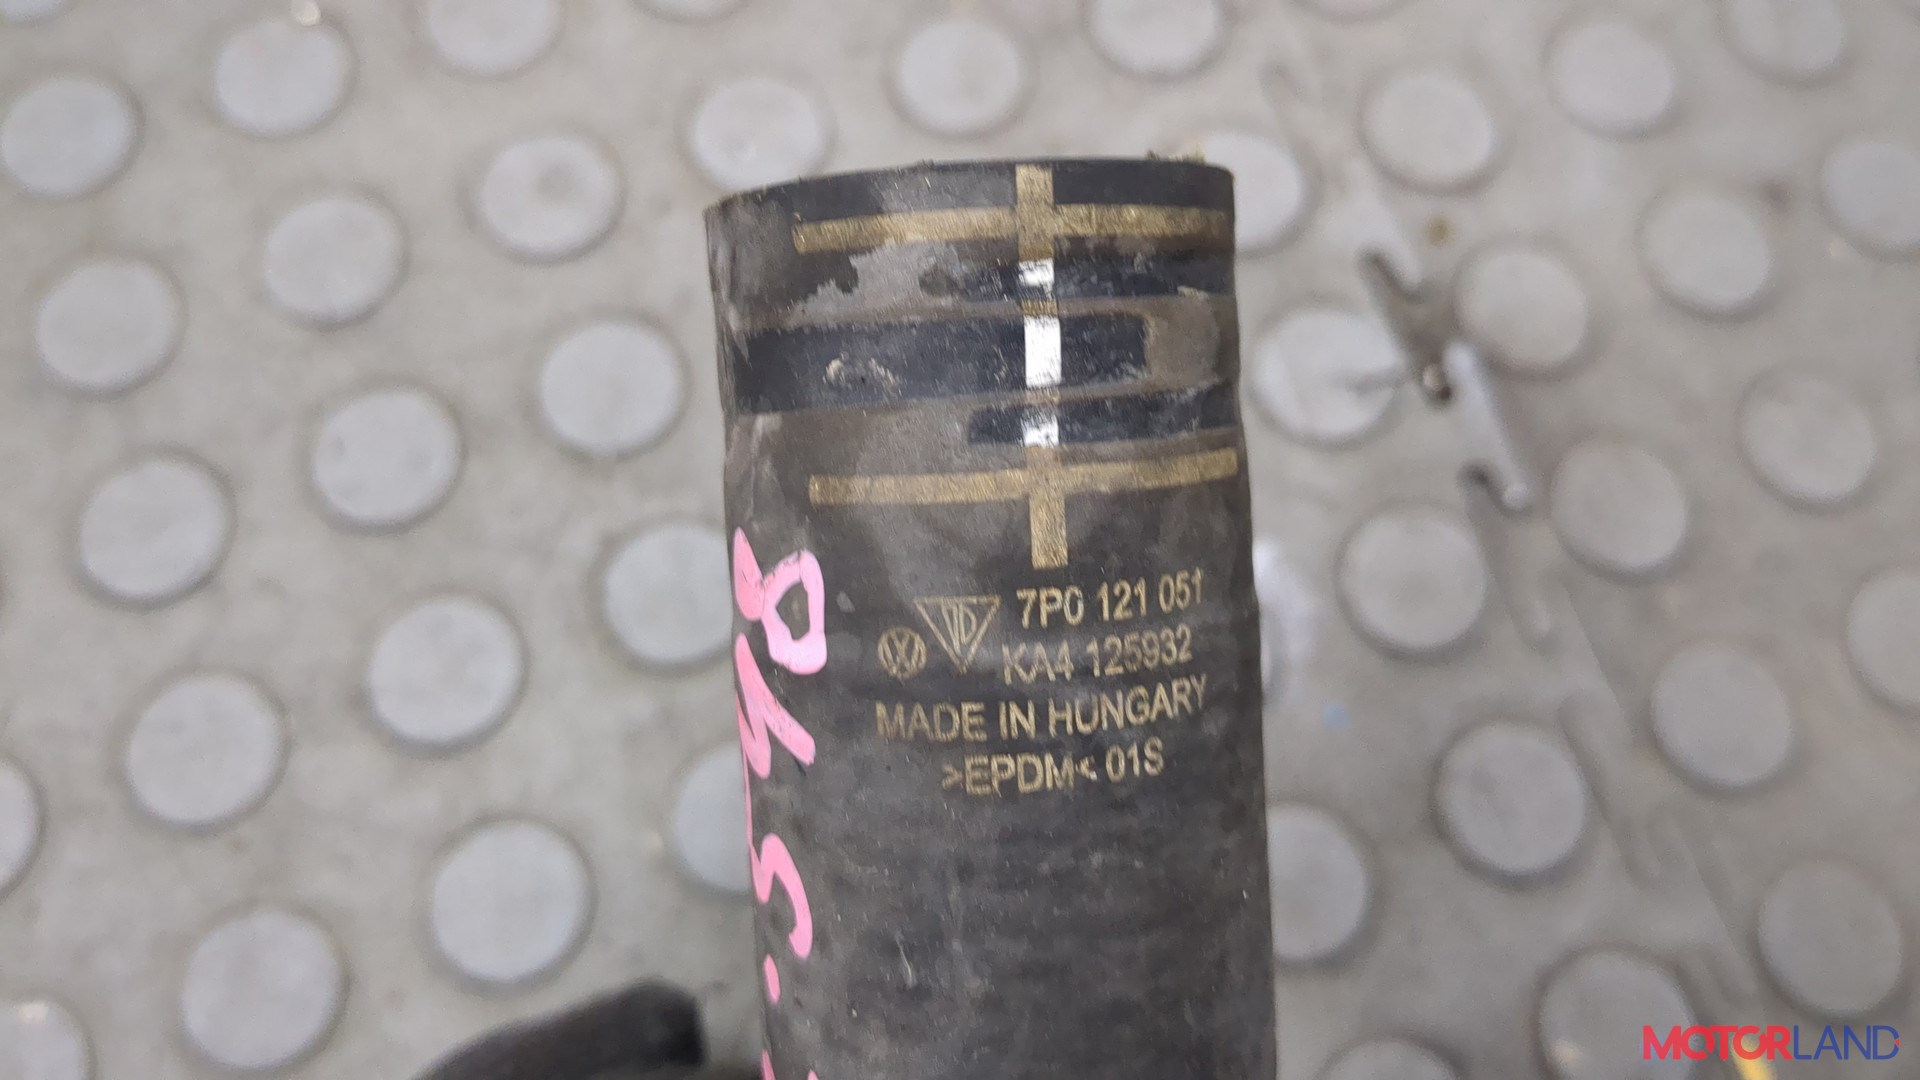 7P0 121 051
KA4 125932
MADE IN HUNGARY
>EPDM< 01S
MOTORLAND